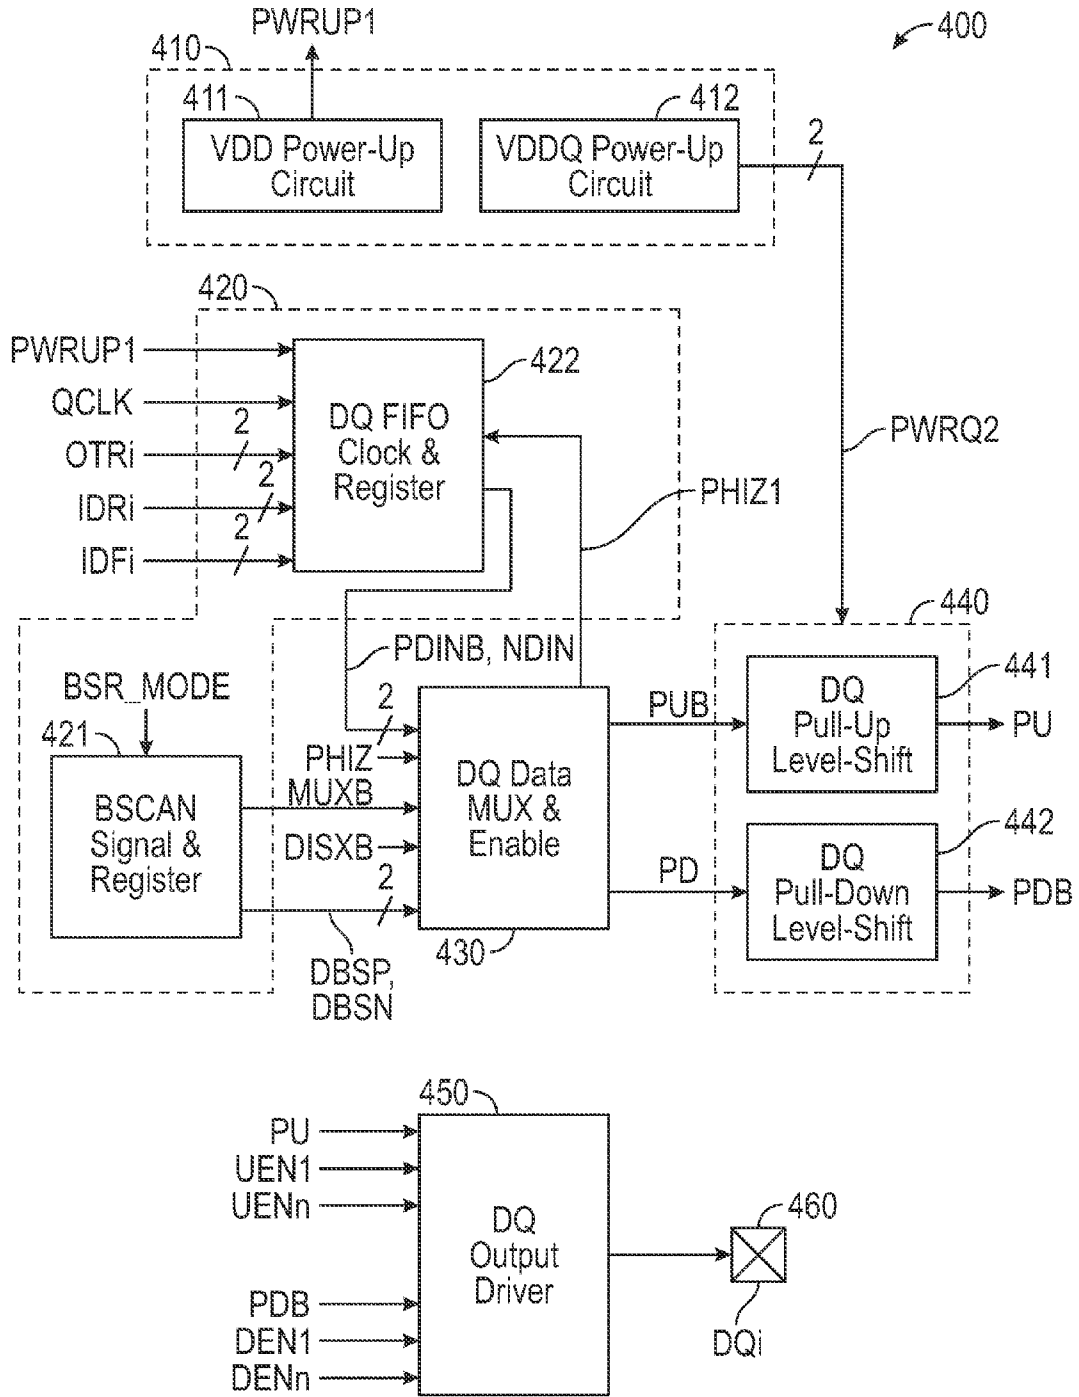 PWRUP1
400
410
411
412
VDD Power-Up
Circuit
VDDQ Power-Up
Circuit
2
420
PWRUP1
422
QCLK
DQ FIFO
Clock &
Register
2
OTRi
PWRQ2
2
IDRi
PHIZ1
2
IDFi
440
PDINB, NDIN
441
BSR_MODE
2
PUB
DQ
Pull-Up
Level-Shift
PU
421
PHIZ
DQ Data
MUX &
Enable
MUXB
BSCAN
Signal &
Register
442
DISXB
2
PD
DQ
Pull-Down
Level-Shift
PDB
430
DBSP,
DBSN
450
PU
UEN1
UENn
460
DQ
Output
Driver
PDB
DEN1
DQi
DENn